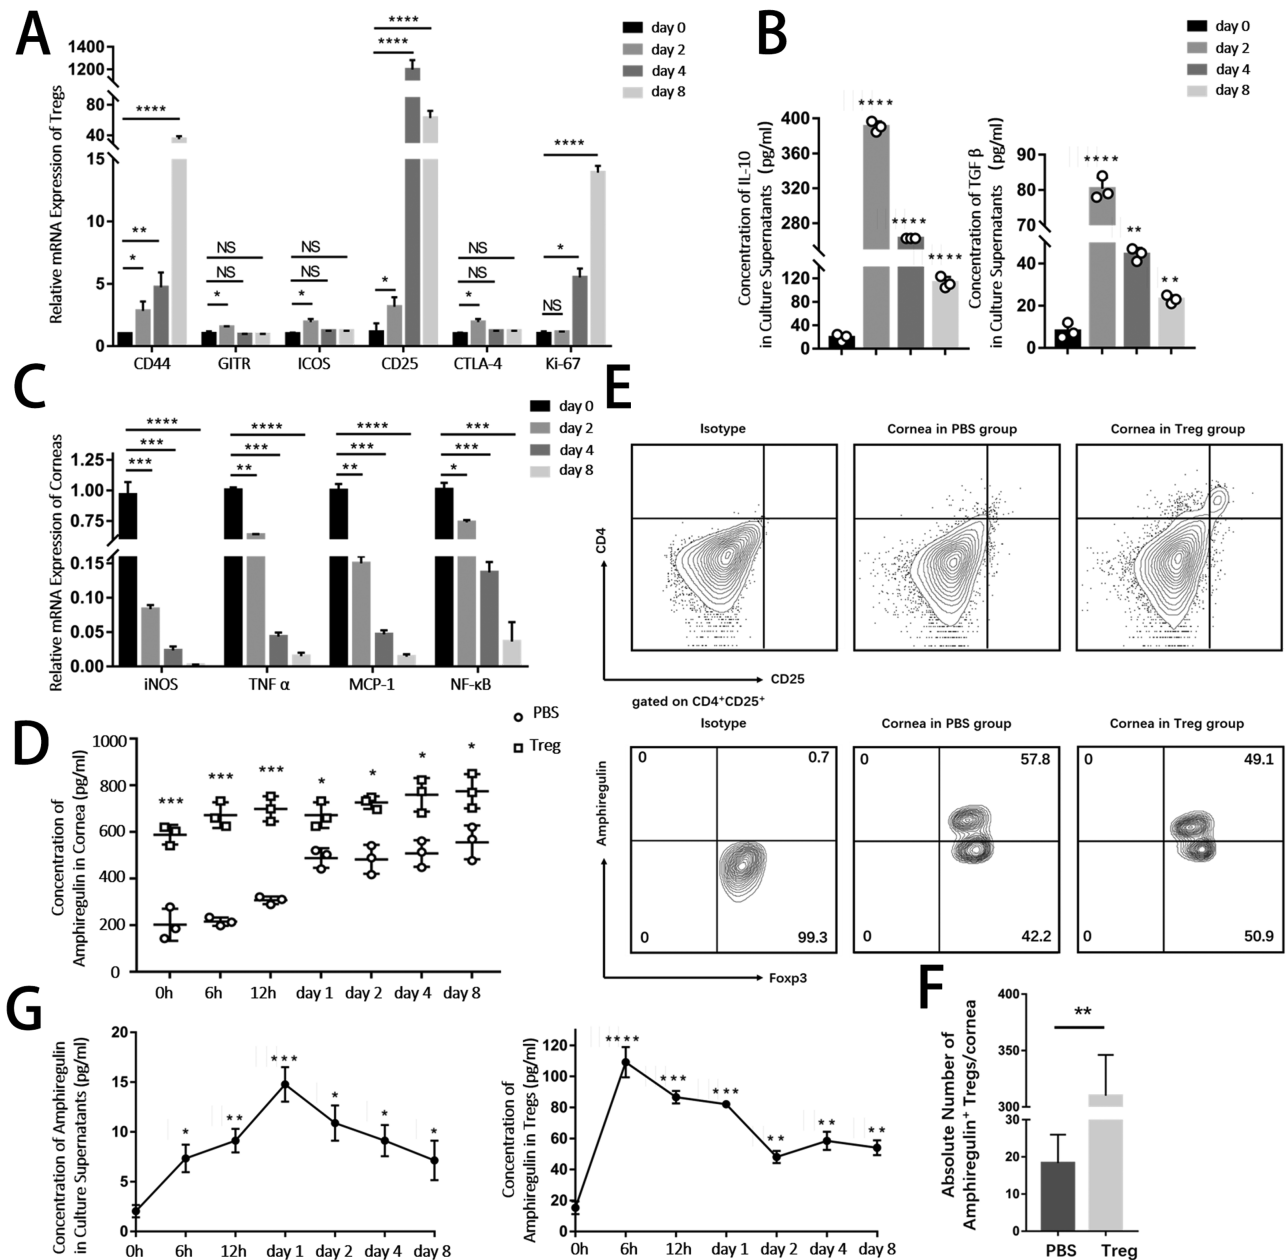 A
Relative mRNA Expression of Tregs
1400
1200
80
40
15
10
5
0
**** 
** 
*
NS
NS
*
NS
NS
*
****
****
*
NS
NS
*
****
*
NS
CD44 GITR ICOS CD25 CTLA-4 Ki-67
day 0
day 2
day 4
day 8
B
day 0
day 2
day 4
day 8
Concentration of IL-10
in Culture Supernatants (pg/ml)
400
360
320
280
120
80
40
0
****
****
****
Concentration of TGF β
in Culture Supernatants (pg/ml)
90
80
70
40
20
0
****
**
**
C
Relative mRNA Expression of Corneas
1.25
1.00
0.75
0.15
0.10
0.05
0.00
****
***
***
****
***
**
****
***
**
***
***
*
iNOS TNF α MCP-1 NF-κB
day 0
day 2
day 4
day 8
D
PBS
Treg
Concentration of
Amphiregulin in Cornea (pg/ml)
1000
800
600
400
200
0
*** *** *** * * * *
0h 6h 12h day 1 day 2 day 4 day 8
E
Isotype Cornea in PBS group Cornea in Treg group
CD4
CD25
gated on CD4⁺CD25⁺
Isotype Cornea in PBS group Cornea in Treg group
0 0.7 0 57.8 0 49.1
0 99.3 0 42.2 0 50.9
Amphiregulin
Foxp3
F
Absolute Number of
Amphiregulin⁺ Tregs/cornea
400
350
300
30
20
10
0
**
PBS Treg
G
Concentration of Amphiregulin
in Culture Supernatants (pg/ml)
20
15
10
5
0
* ** *** * * *
0h 6h 12h day 1 day 2 day 4 day 8
Concentration of
Amphiregulin in Tregs (pg/ml)
120
100
80
60
40
20
0
**** *** *** ** ** **
0h 6h 12h day 1 day 2 day 4 day 8